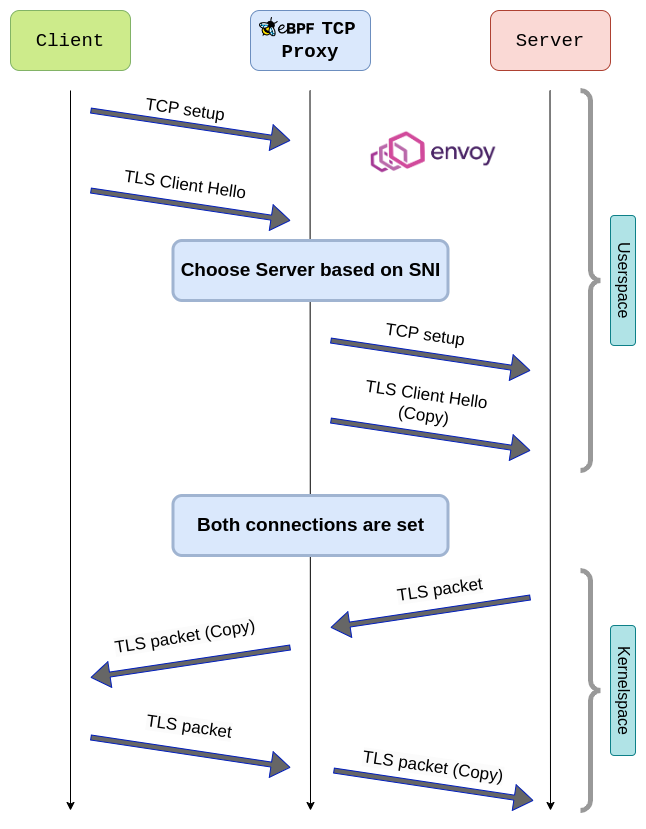 Client
eBPF TCP
Proxy
Server
TCP setup
envoy
TLS Client Hello
Choose Server based on SNI
Userspace
TCP setup
TLS Client Hello
(Copy)
Both connections are set
TLS packet
TLS packet (Copy)
Kernelspace
TLS packet
TLS packet (Copy)